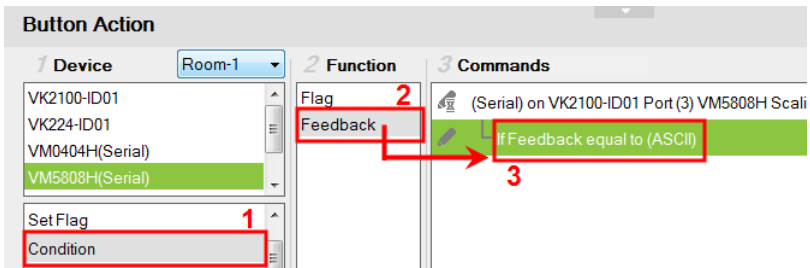 Button Action
1 Device
Room-1
2 Function
3 Commands
VK2100-ID01
VK224-ID01
VM0404H(Serial)
VM5808H(Serial)
Flag
2
Feedback
(Serial) on VK2100-ID01 Port (3) VM5808H Scali
If Feedback equal to (ASCII)
3
Set Flag
1
Condition